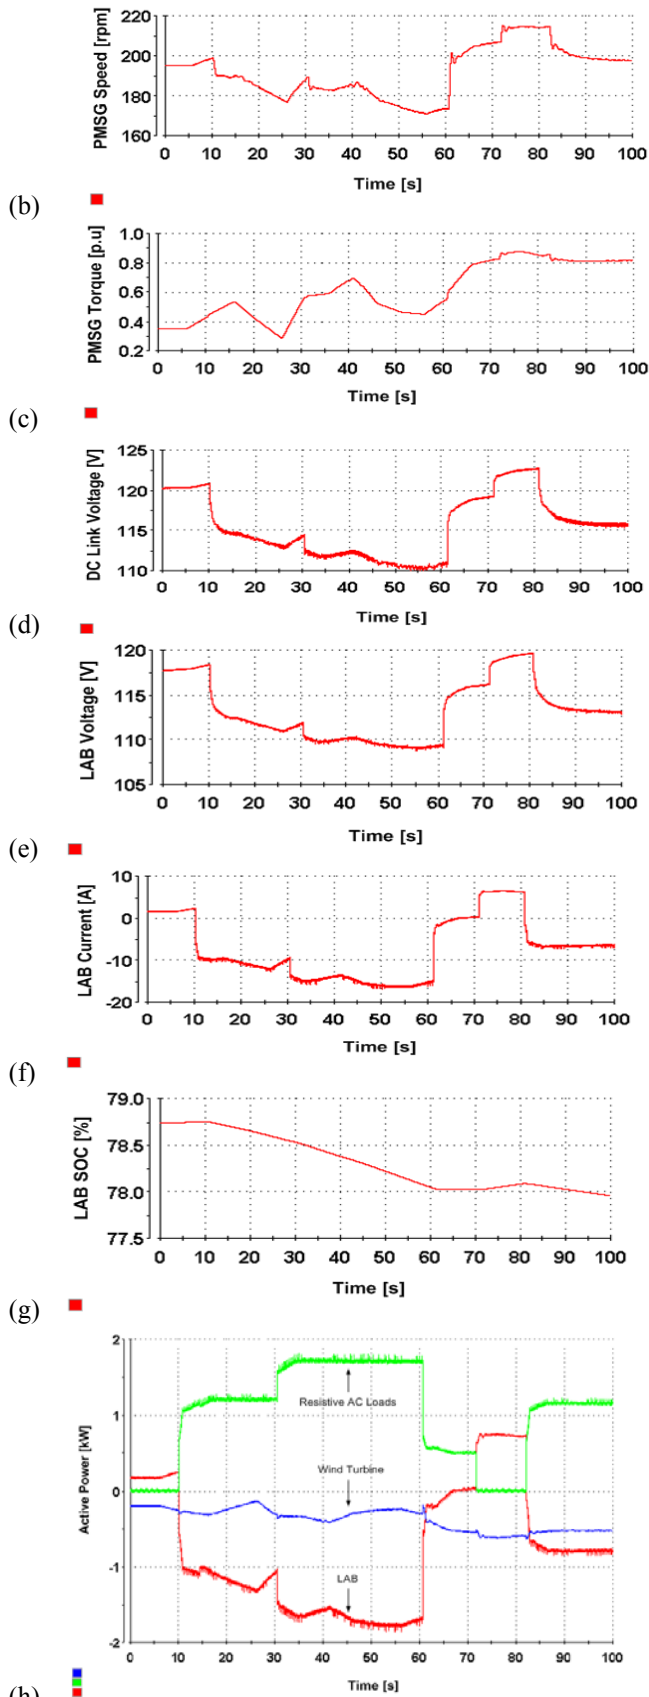 220
200
180
160
PMSG Speed [rpm]
0 10 20 30 40 50 60 70 80 90 100
Time [s]
(b)
1.0
0.8
0.6
0.4
0.2
PMSG Torque [p.u]
0 10 20 30 40 50 60 70 80 90 100
Time [s]
(c)
125
120
115
110
DC Link Voltage [V]
0 10 20 30 40 50 60 70 80 90 100
Time [s]
(d)
120
115
110
105
LAB Voltage [V]
0 10 20 30 40 50 60 70 80 90 100
Time [s]
(e)
10
0
-10
-20
LAB Current [A]
0 10 20 30 40 50 60 70 80 90 100
Time [s]
(f)
79.0
78.5
78.0
77.5
LAB SOC [%]
0 10 20 30 40 50 60 70 80 90 100
Time [s]
(g)
2
1
0
-1
-2
Active Power [kW]
Resistive AC Loads
Wind Turbine
LAB
0 10 20 30 40 50 60 70 80 90 100
Time [s]
(h)